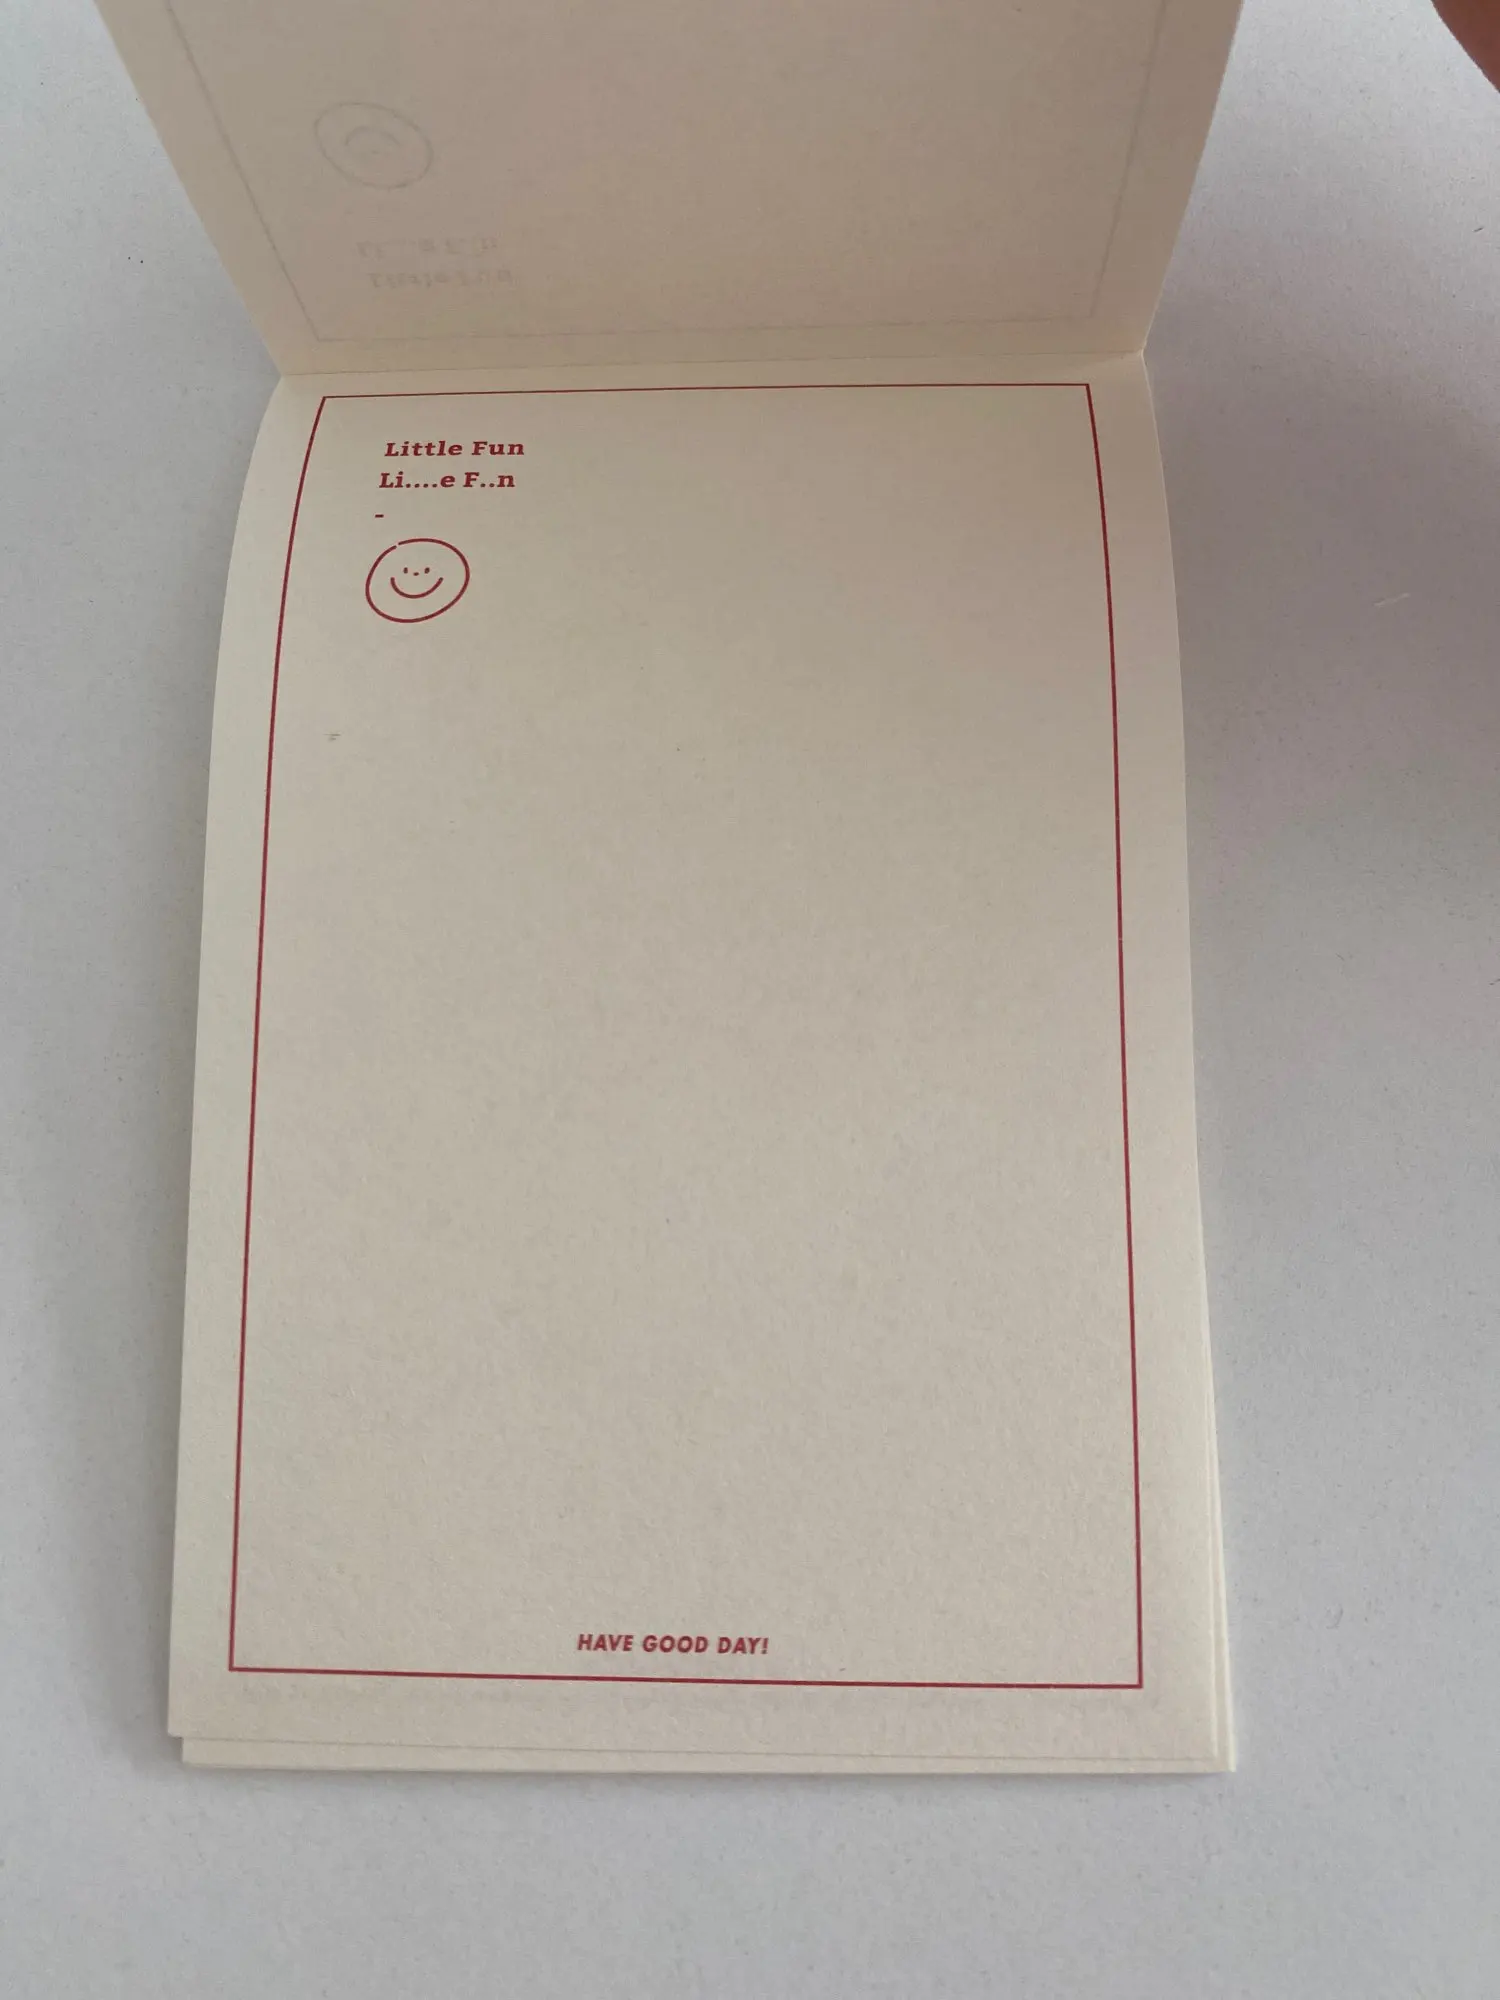 Little Fun
Li....e F..n
-
HAVE GOOD DAY!